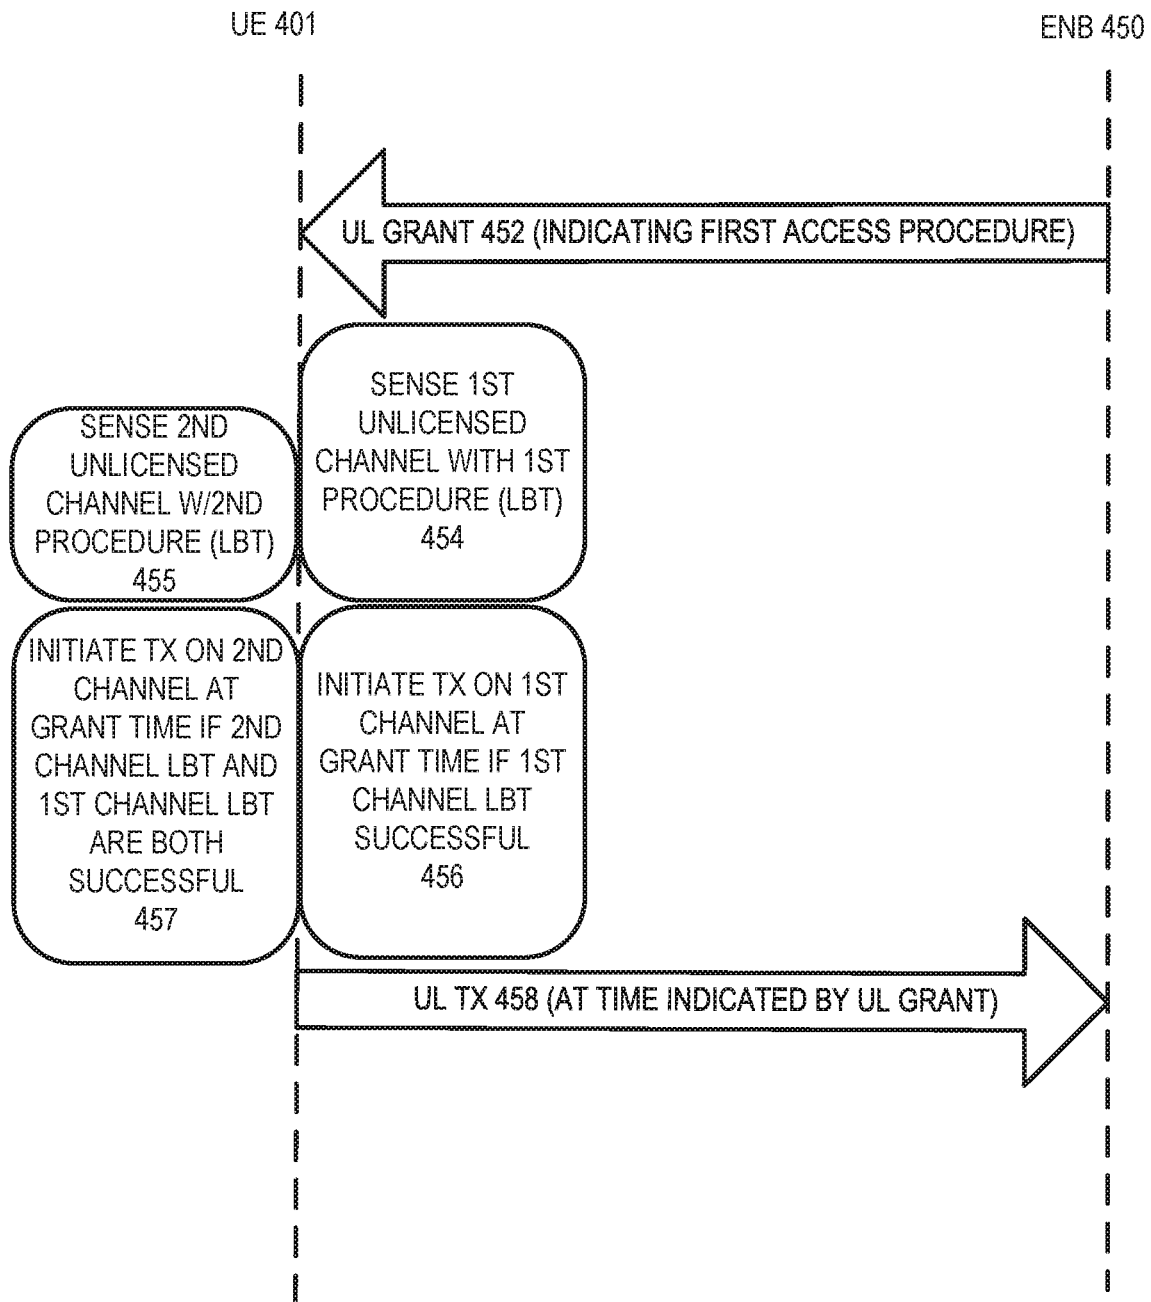 UE 401
ENB 450
UL GRANT 452 (INDICATING FIRST ACCESS PROCEDURE)
SENSE 1ST
UNLICENSED
CHANNEL WITH 1ST
PROCEDURE (LBT)
454
SENSE 2ND
UNLICENSED
CHANNEL W/2ND
PROCEDURE (LBT)
455
INITIATE TX ON 2ND
CHANNEL AT
GRANT TIME IF 2ND
CHANNEL LBT AND
1ST CHANNEL LBT
ARE BOTH
SUCCESSFUL
457
INITIATE TX ON 1ST
CHANNEL AT
GRANT TIME IF 1ST
CHANNEL LBT
SUCCESSFUL
456
UL TX 458 (AT TIME INDICATED BY UL GRANT)